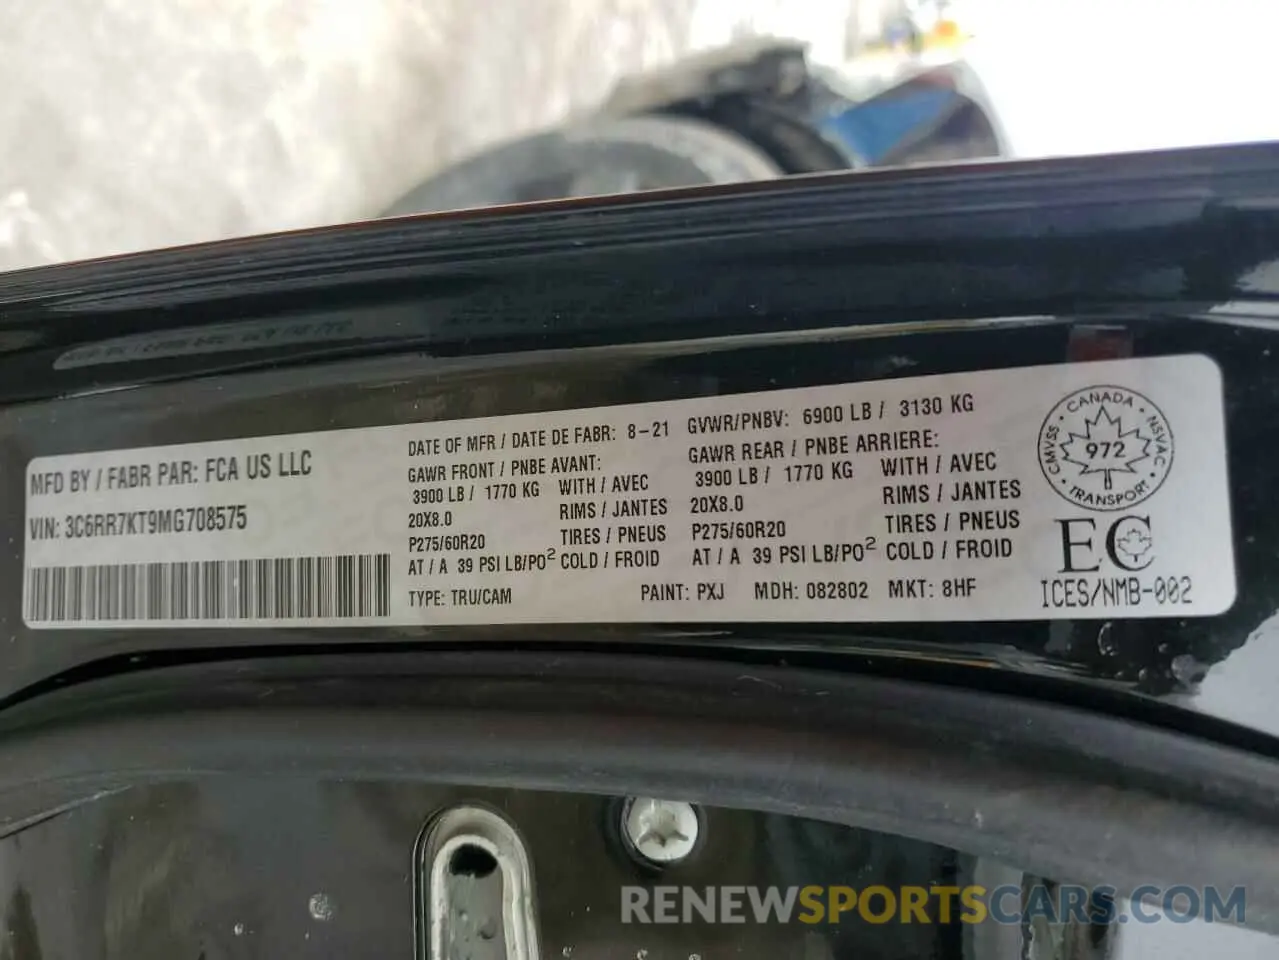 MFD BY / FABR PAR: FCA US LLC
VIN: 3C6RR7KT9MG708575
DATE OF MFR / DATE DE FABR: 8-21
GVWR/PNBV: 6900 LB / 3130 KG
GAWR FRONT / PNBE AVANT:
3900 LB / 1770 KG WITH / AVEC
20X8.0 RIMS / JANTES
P275/60R20 TIRES / PNEUS
AT / A 39 PSI LB/PO² COLD / FROID
GAWR REAR / PNBE ARRIERE:
3900 LB / 1770 KG WITH / AVEC
20X8.0 RIMS / JANTES
P275/60R20 TIRES / PNEUS
AT / A 39 PSI LB/PO² COLD / FROID
TYPE: TRU/CAM PAINT: PXJ MDH: 082802 MKT: 8HF
CANADA
CMVSS • 972 • NSVAC
TRANSPORT
EC
ICES/NMB-002
RENEWSPORTSCARS.COM